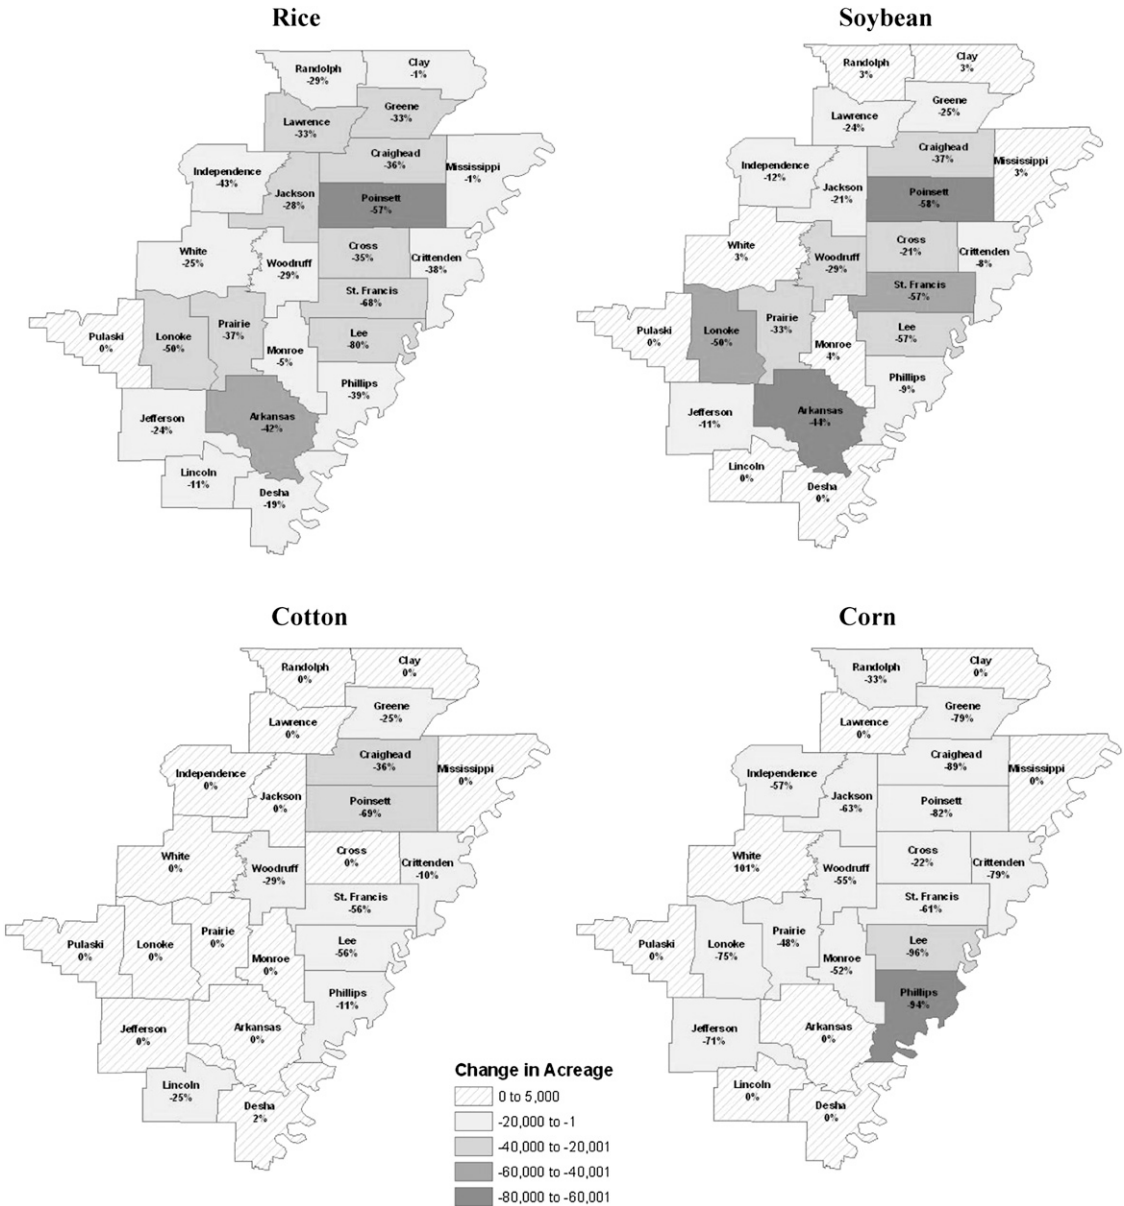 Rice
Randolph
-29%
Clay
-1%
Lawrence
-33%
Greene
-33%
Independence
-43%
Jackson
-28%
Craighead
-36%
Mississippi
-1%
Poinsett
-57%
White
-25%
Woodruff
-29%
Cross
-35%
Crittenden
-38%
St. Francis
-68%
Pulaski
0%
Lonoke
-50%
Prairie
-37%
Monroe
-5%
Lee
-80%
Phillips
-39%
Jefferson
-24%
Arkansas
-42%
Lincoln
-11%
Desha
-19%
Soybean
Randolph
3%
Clay
3%
Lawrence
-24%
Greene
-25%
Independence
-12%
Jackson
-21%
Craighead
-37%
Mississippi
3%
Poinsett
-58%
White
3%
Woodruff
-29%
Cross
-21%
Crittenden
-8%
St. Francis
-57%
Pulaski
0%
Lonoke
-50%
Prairie
-33%
Monroe
4%
Lee
-57%
Phillips
-9%
Jefferson
-11%
Arkansas
-44%
Lincoln
0%
Desha
0%
Cotton
Randolph
0%
Clay
0%
Lawrence
0%
Greene
-25%
Independence
0%
Jackson
0%
Craighead
-36%
Mississippi
0%
Poinsett
-69%
White
0%
Woodruff
-29%
Cross
0%
Crittenden
-10%
St. Francis
-56%
Pulaski
0%
Lonoke
0%
Prairie
0%
Monroe
0%
Lee
-56%
Phillips
-11%
Jefferson
0%
Arkansas
0%
Lincoln
-25%
Desha
2%
Corn
Randolph
-33%
Clay
0%
Lawrence
0%
Greene
-79%
Independence
-57%
Jackson
-63%
Craighead
-89%
Mississippi
0%
Poinsett
-82%
White
101%
Woodruff
-55%
Cross
-22%
Crittenden
-79%
St. Francis
-61%
Pulaski
0%
Lonoke
-75%
Prairie
-48%
Monroe
-52%
Lee
-96%
Phillips
-94%
Jefferson
-71%
Arkansas
0%
Lincoln
0%
Desha
0%
Change in Acreage
0 to 5,000
-20,000 to -1
-40,000 to -20,001
-60,000 to -40,001
-80,000 to -60,001